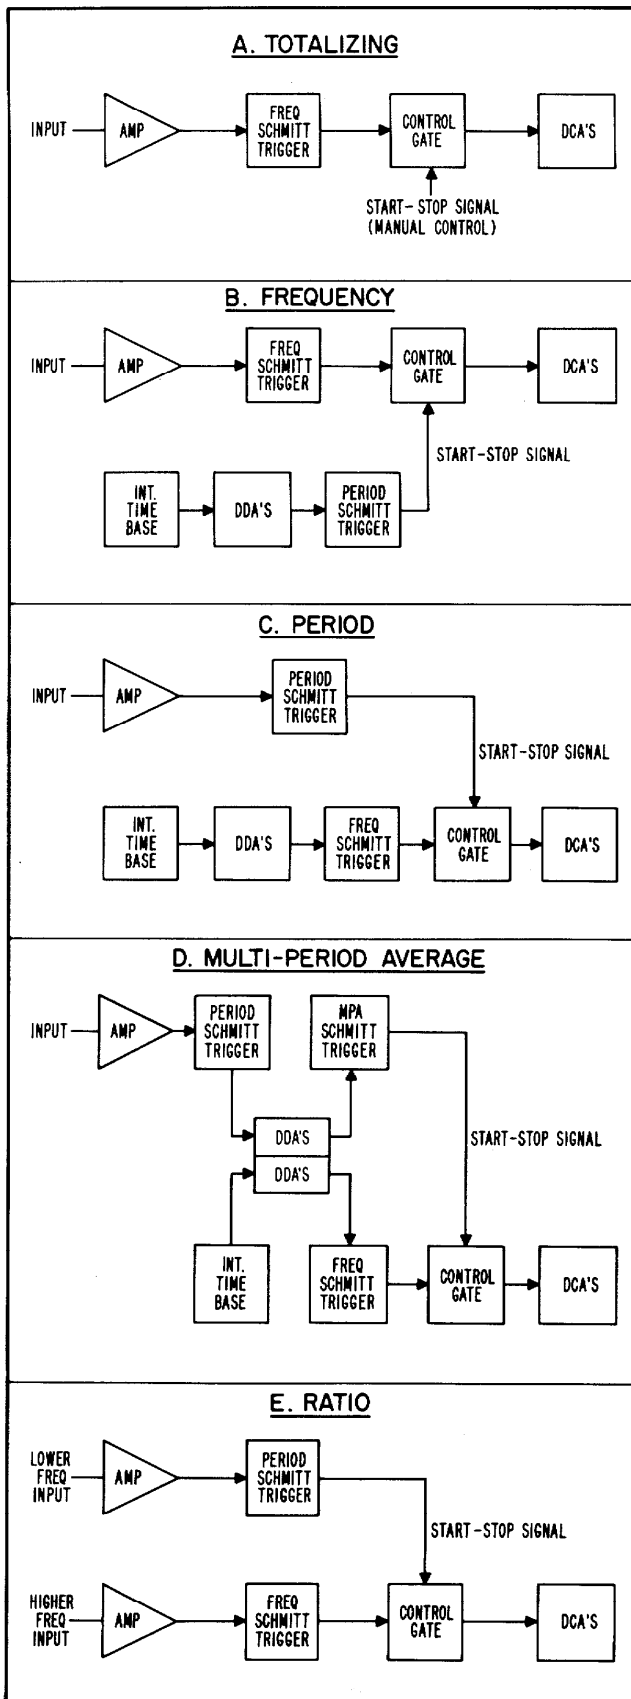 A. TOTALIZING
INPUT
AMP
FREQ
SCHMITT
TRIGGER
CONTROL
GATE
DCA'S
START-STOP SIGNAL
(MANUAL CONTROL)
B. FREQUENCY
INPUT
AMP
FREQ
SCHMITT
TRIGGER
CONTROL
GATE
DCA'S
START-STOP SIGNAL
INT.
TIME
BASE
DDA'S
PERIOD
SCHMITT
TRIGGER
C. PERIOD
INPUT
AMP
PERIOD
SCHMITT
TRIGGER
START-STOP SIGNAL
INT.
TIME
BASE
DDA'S
FREQ
SCHMITT
TRIGGER
CONTROL
GATE
DCA'S
D. MULTI-PERIOD AVERAGE
INPUT
AMP
PERIOD
SCHMITT
TRIGGER
MPA
SCHMITT
TRIGGER
DDA'S
DDA'S
START-STOP SIGNAL
INT.
TIME
BASE
FREQ
SCHMITT
TRIGGER
CONTROL
GATE
DCA'S
E. RATIO
LOWER
FREQ
INPUT
AMP
PERIOD
SCHMITT
TRIGGER
START-STOP SIGNAL
HIGHER
FREQ
INPUT
AMP
FREQ
SCHMITT
TRIGGER
CONTROL
GATE
DCA'S